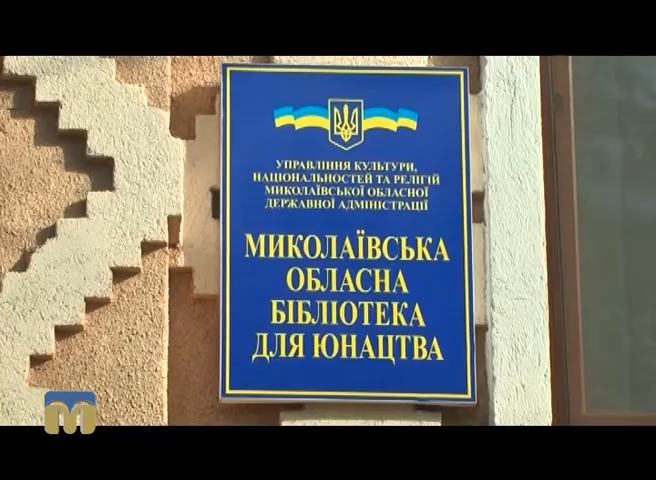 УПРАВЛІННЯ КУЛЬТУРИ,
НАЦІОНАЛЬНОСТЕЙ ТА РЕЛІГІЙ
МИКОЛАЇВСЬКОЇ ОБЛАСНОЇ
ДЕРЖАВНОЇ АДМІНІСТРАЦІЇ
МИКОЛАЇВСЬКА
ОБЛАСНА
БІБЛІОТЕКА
ДЛЯ ЮНАЦТВА
М